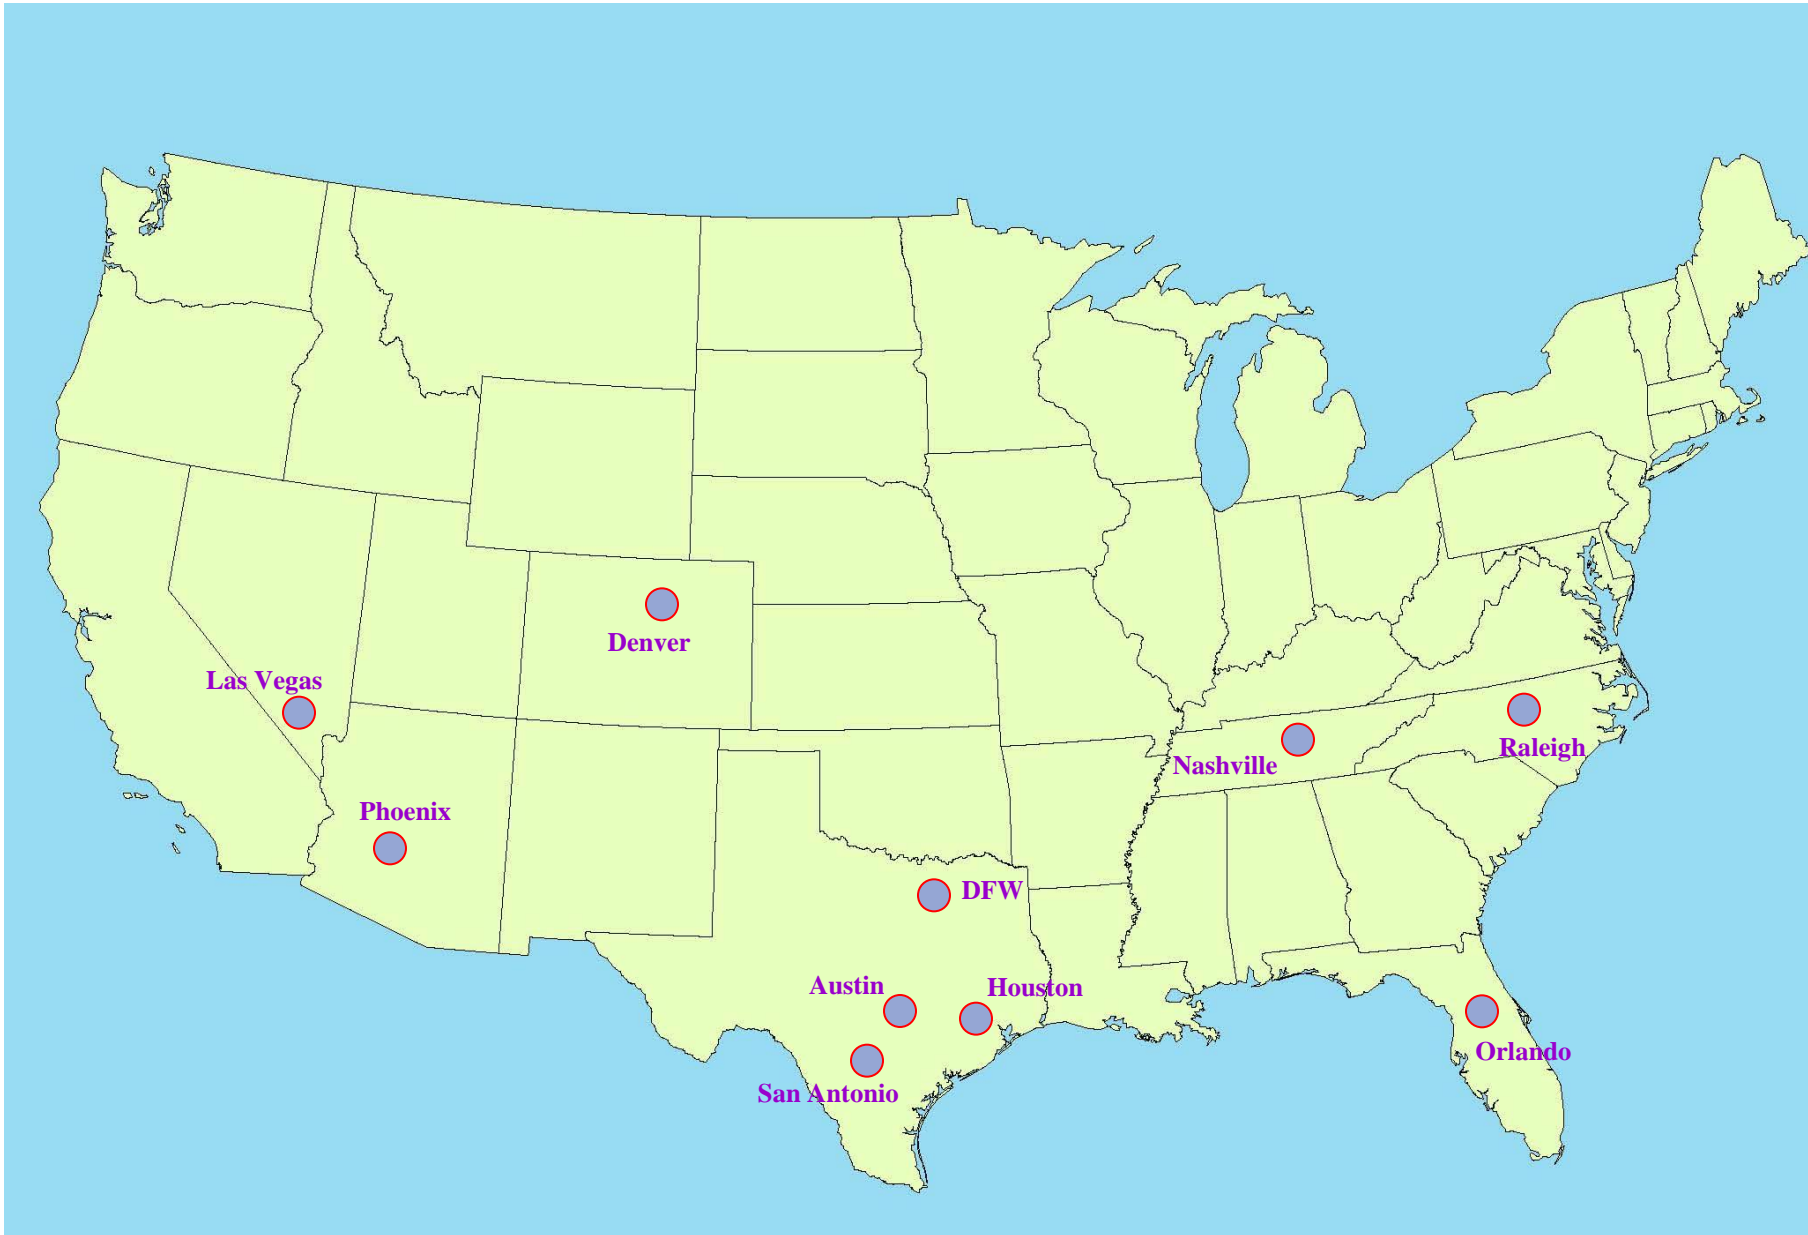 Denver
Las Vegas
Raleigh
Nashville
Phoenix
DFW
Austin
Houston
Orlando
San Antonio